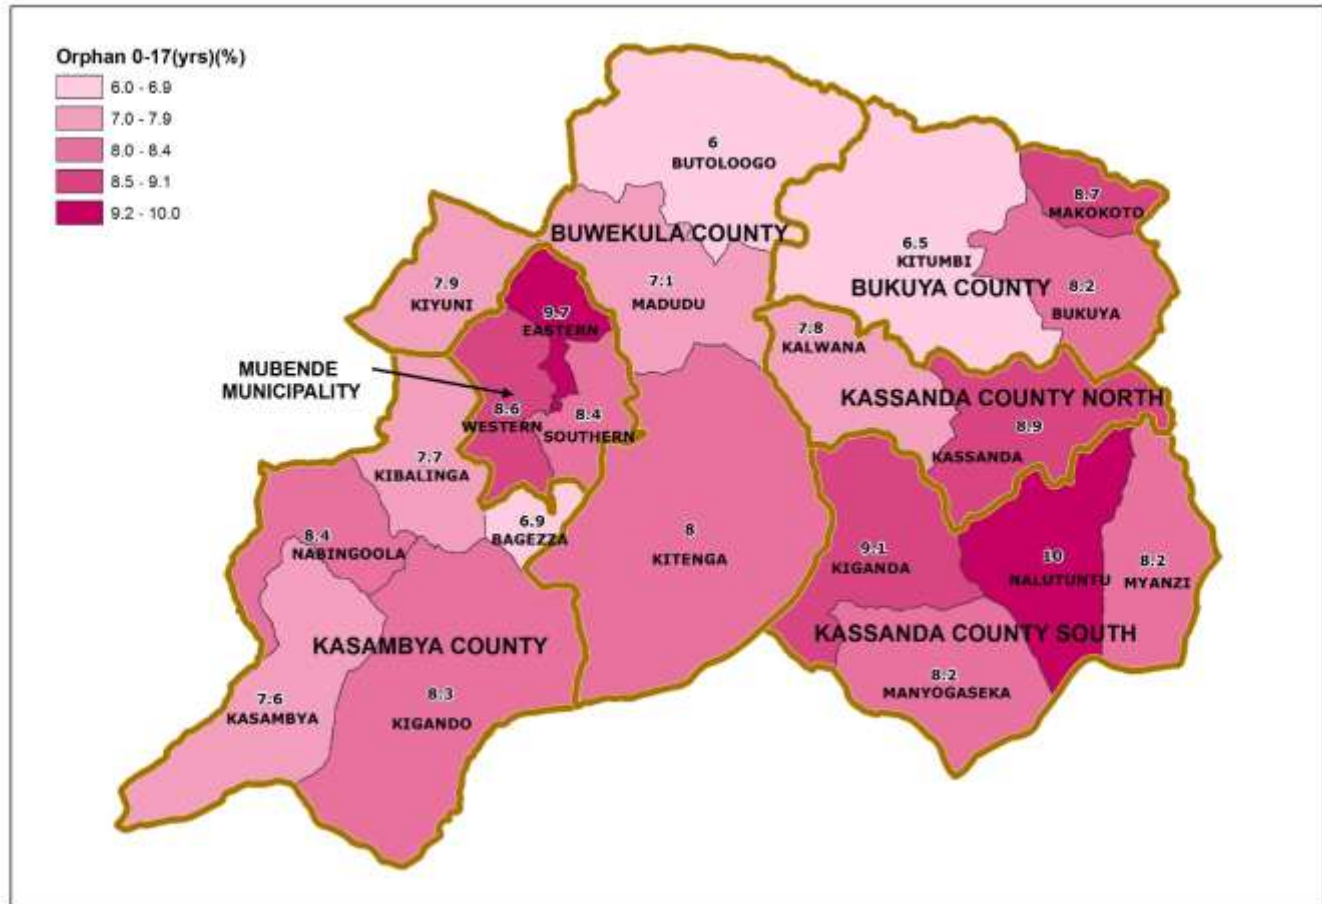 Orphan 0-17(yrs)(%)
6.0 - 6.9
7.0 - 7.9
8.0 - 8.4
8.5 - 9.1
9.2 - 10.0
6
BUTOLOOGO
8.7
MAKOKOTO
BUWEKULA COUNTY
6.5
KITUMBI
BUKUYA COUNTY
8.2
BUKUYA
7.9
KIYUNI
7.1
MADUDU
9.7
EASTERN
7.8
KALWANA
MUBENDE
MUNICIPALITY
KASSANDA COUNTY NORTH
8.6
WESTERN
8.4
SOUTHERN
8.9
KASSANDA
7.7
KIBALINGA
6.9
BAGEZZA
8.4
NABINGOOLA
8
KITENGA
9.1
KIGANDA
10
NALUTUNTU
8.2
MYANZI
KASAMBYA COUNTY
KASSANDA COUNTY SOUTH
7.6
KASAMBYA
8.3
KIGANDO
8.2
MANYOGASEKA